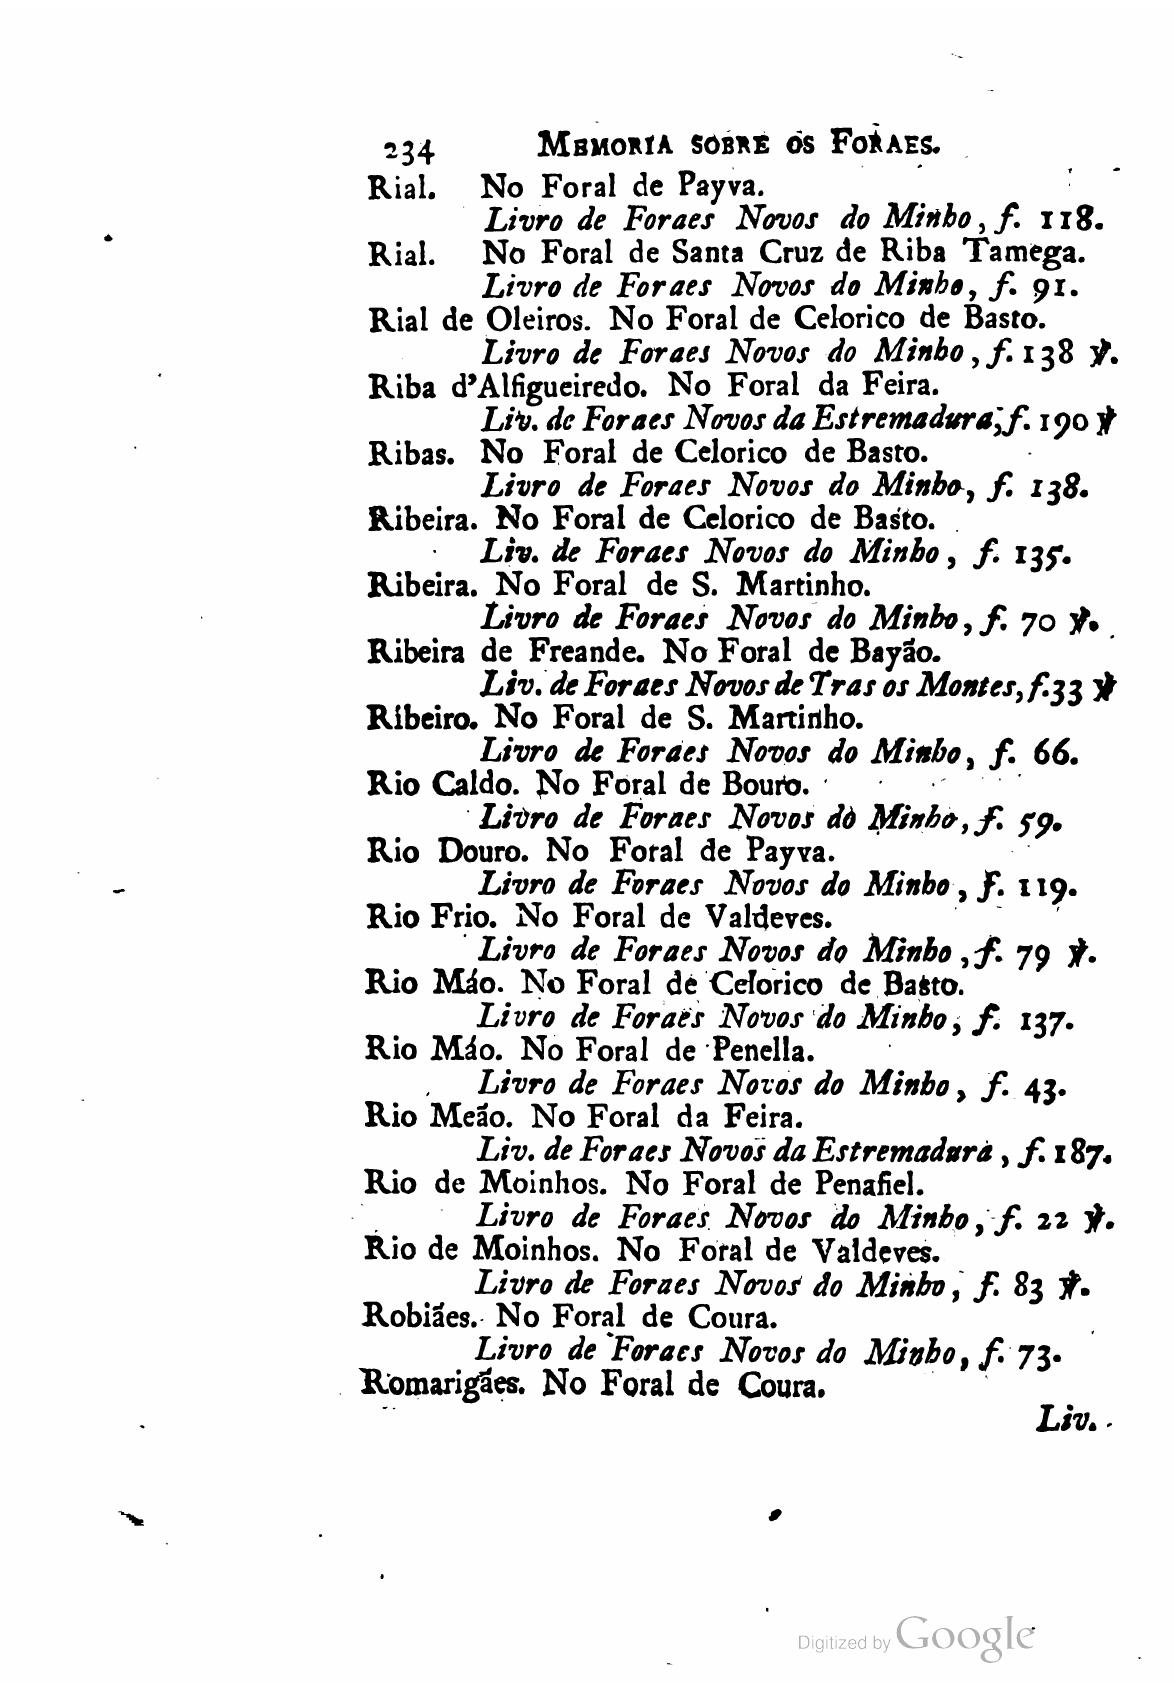 234 MEMORIA SOBRE OS FORAES.
Rial. No Foral de Payva.
Livro de Foraes Novos do Minho, f. 118.
Rial. No Foral de Santa Cruz de Riba Tamega.
Livro de Foraes Novos do Minho, f. 91.
Rial de Oleiros. No Foral de Celorico de Basto.
Livro de Foraes Novos do Minho, f. 138 ℣.
Riba d'Alfigueiredo. No Foral da Feira.
Liv. de Foraes Novos da Estremadura, f. 190 ℣
Ribas. No Foral de Celorico de Basto.
Livro de Foraes Novos do Minho, f. 138.
Ribeira. No Foral de Celorico de Basto.
Liv. de Foraes Novos do Minho, f. 135.
Ribeira. No Foral de S. Martinho.
Livro de Foraes Novos do Minho, f. 70 ℣.
Ribeira de Freande. No Foral de Bayão.
Liv. de Foraes Novos de Tras os Montes, f. 33 ℣
Ribeiro. No Foral de S. Martinho.
Livro de Foraes Novos do Minho, f. 66.
Rio Caldo. No Foral de Bouro.
Livro de Foraes Novos do Minho, f. 59.
Rio Douro. No Foral de Payva.
Livro de Foraes Novos do Minho, f. 119.
Rio Frio. No Foral de Valdeves.
Livro de Foraes Novos do Minho, f. 79 ℣.
Rio Máo. No Foral de Celorico de Basto.
Livro de Foraes Novos do Minho, f. 137.
Rio Máo. No Foral de Penella.
Livro de Foraes Novos do Minho, f. 43.
Rio Meão. No Foral da Feira.
Liv. de Foraes Novos da Estremadura, f. 187.
Rio de Moinhos. No Foral de Penafiel.
Livro de Foraes Novos do Minho, f. 22 ℣.
Rio de Moinhos. No Foral de Valdeves.
Livro de Foraes Novos do Minho, f. 83 ℣.
Robiães. No Foral de Coura.
Livro de Foraes Novos do Minho, f. 73.
Romarigães. No Foral de Coura.
Liv.
Digitized by Google